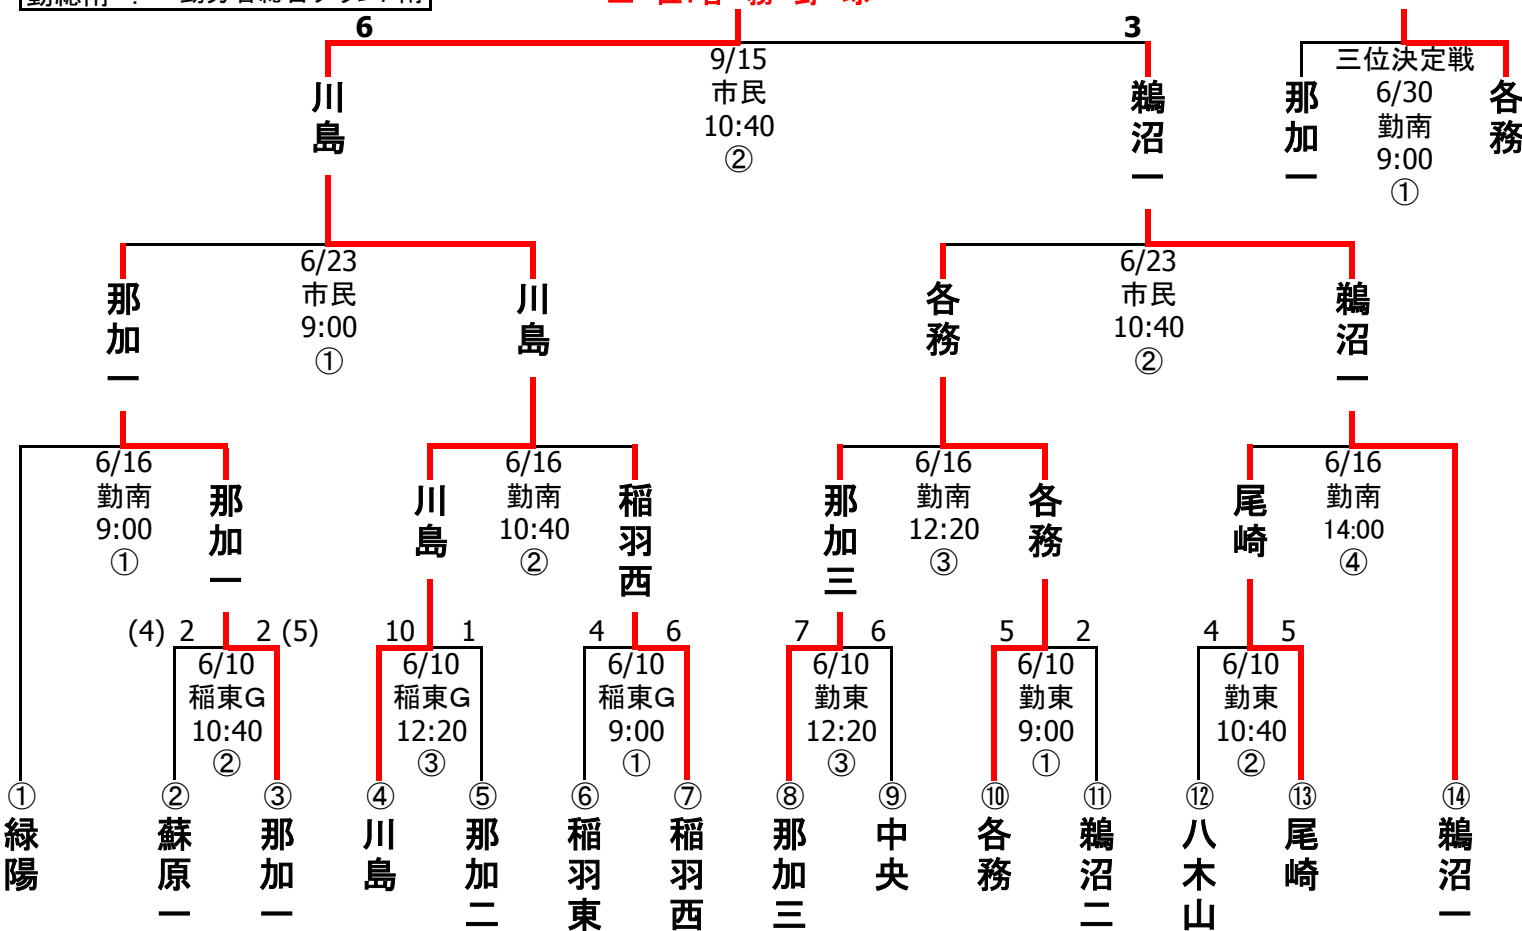 6
3
9/15
市民
10:40
②
川島
鵜沼一
三位決定戦
6/30
勤南
9:00
①
那加一
各務
6/23
市民
9:00
①
那加一
川島
6/23
市民
10:40
②
各務
鵜沼一
6/16
勤南
9:00
①
那加一
6/16
勤南
10:40
②
川島
稲羽西
6/16
勤南
12:20
③
那加三
各務
6/16
勤南
14:00
④
尾崎
(4) 2
2 (5)
6/10
稲東G
10:40
②
10
1
6/10
稲東G
12:20
③
4
6
6/10
稲東G
9:00
①
7
6
6/10
勤東
12:20
③
5
2
6/10
勤東
9:00
①
4
5
6/10
勤東
10:40
②
①
緑陽
②
蘇原一
③
那加一
④
川島
⑤
那加二
⑥
稲羽東
⑦
稲羽西
⑧
那加三
⑨
中央
⑩
各務
⑪
鵜沼二
⑫
八木山
⑬
尾崎
⑭
鵜沼一